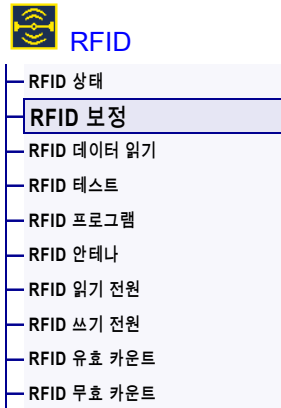 RFID
RFID 상태
RFID 보정
RFID 데이터 읽기
RFID 테스트
RFID 프로그램
RFID 안테나
RFID 읽기 전원
RFID 쓰기 전원
RFID 유효 카운트
RFID 무효 카운트